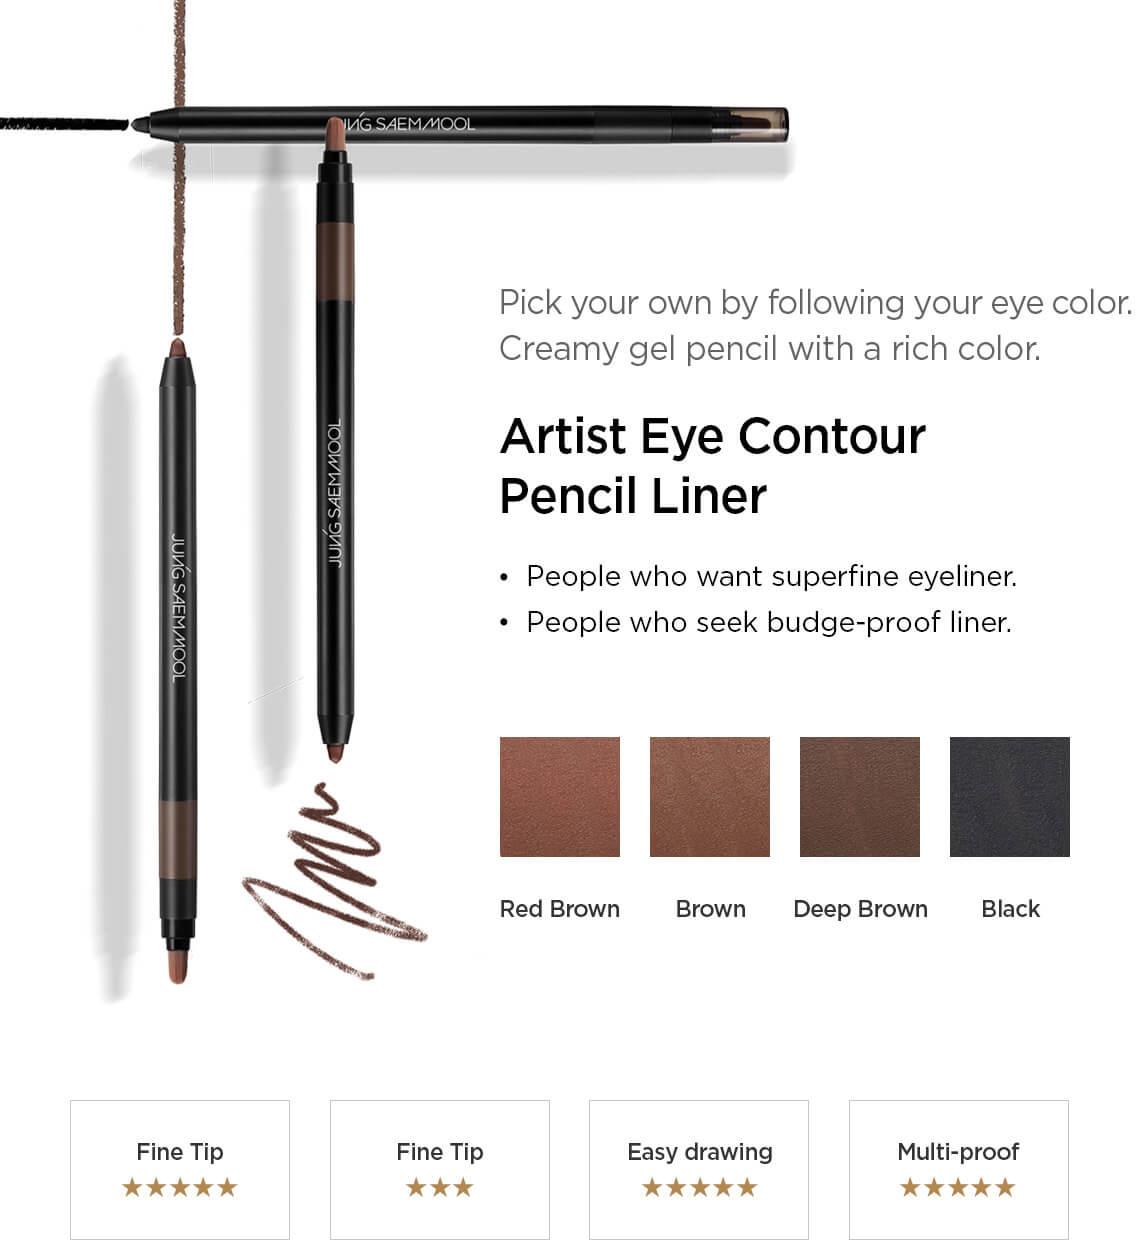 JUNG SAEMMOOL
JUNG SAEMMOOL
JUNG SAEMMOOL
Pick your own by following your eye color.
Creamy gel pencil with a rich color.
Artist Eye Contour
Pencil Liner
• People who want superfine eyeliner.
• People who seek budge-proof liner.
Red Brown
Brown
Deep Brown
Black
Fine Tip
★★★★★
Fine Tip
★★★
Easy drawing
★★★★★
Multi-proof
★★★★★